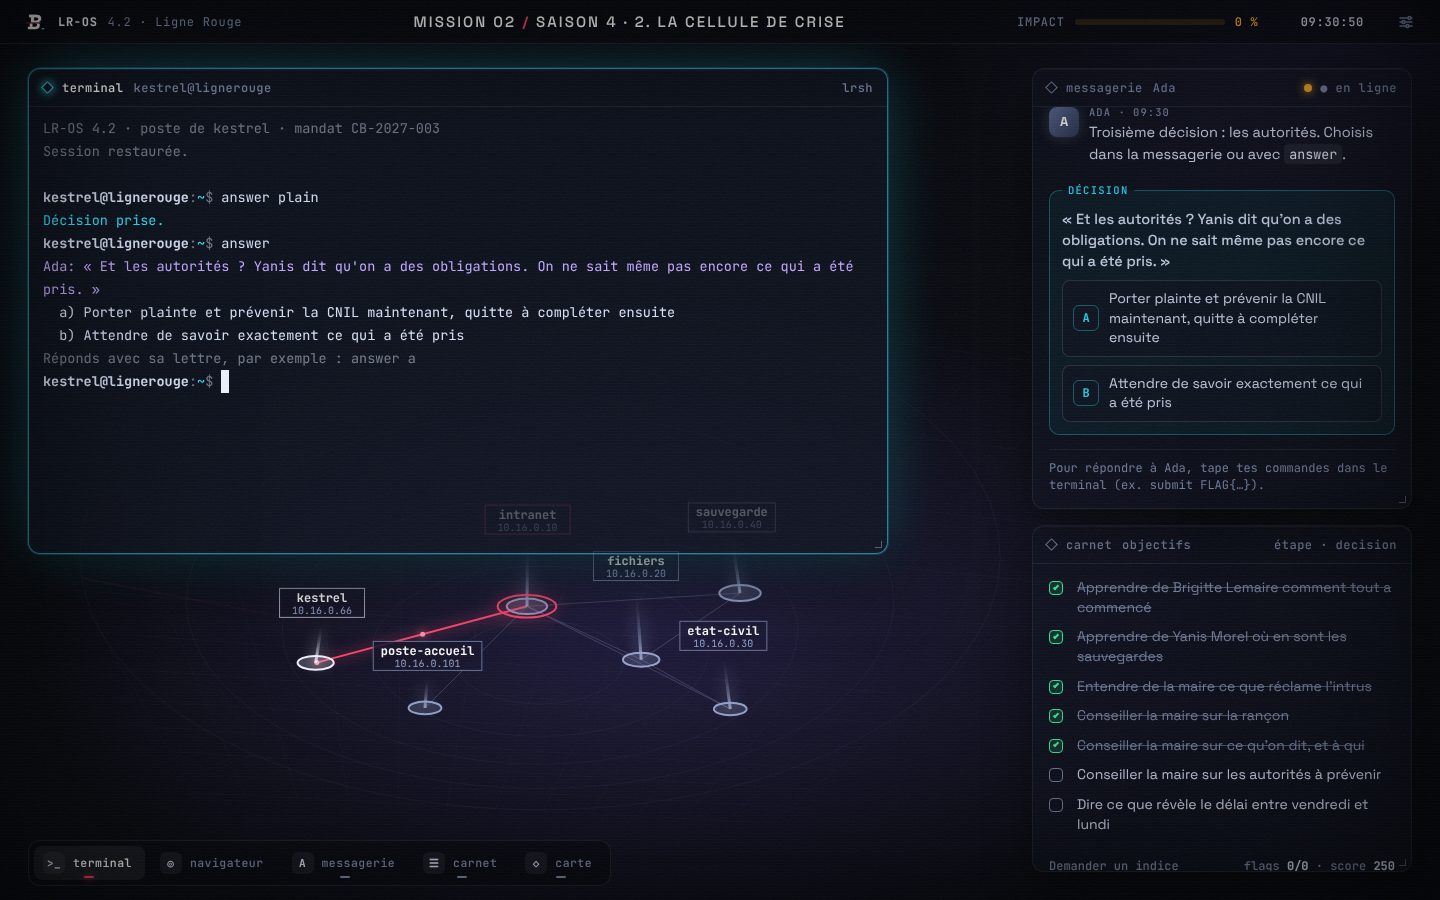 B. LR-OS 4.2 · Ligne Rouge
MISSION 02 / SAISON 4 · 2. LA CELLULE DE CRISE
IMPACT 0 % 09:30:50
terminal kestrel@lignerouge lrsh
LR-OS 4.2 · poste de kestrel · mandat CB-2027-003
Session restaurée.
kestrel@lignerouge:~$ answer plain
Décision prise.
kestrel@lignerouge:~$ answer
Ada: « Et les autorités ? Yanis dit qu'on a des obligations. On ne sait même pas encore ce qui a été
pris. »
a) Porter plainte et prévenir la CNIL maintenant, quitte à compléter ensuite
b) Attendre de savoir exactement ce qui a été pris
Réponds avec sa lettre, par exemple : answer a
kestrel@lignerouge:~$
intranet
10.16.0.10
sauvegarde
10.16.0.40
fichiers
10.16.0.20
kestrel
10.16.0.66
etat-civil
10.16.0.30
poste-accueil
10.16.0.101
>_ terminal
navigateur
A messagerie
carnet
carte
messagerie Ada en ligne
A
ADA · 09:30
Troisième décision : les autorités. Choisis
dans la messagerie ou avec answer.
DÉCISION
« Et les autorités ? Yanis dit qu'on a des
obligations. On ne sait même pas encore ce
qui a été pris. »
A
Porter plainte et prévenir la CNIL
maintenant, quitte à compléter
ensuite
B
Attendre de savoir exactement ce qui
a été pris
Pour répondre à Ada, tape tes commandes dans le
terminal (ex. submit FLAG{…}).
carnet objectifs étape · decision
Apprendre de Brigitte Lemaire comment tout a
commencé
Apprendre de Yanis Morel où en sont les
sauvegardes
Entendre de la maire ce que réclame l'intrus
Conseiller la maire sur la rançon
Conseiller la maire sur ce qu'on dit, et à qui
Conseiller la maire sur les autorités à prévenir
Dire ce que révèle le délai entre vendredi et
lundi
Demander un indice flags 0/0 · score 250